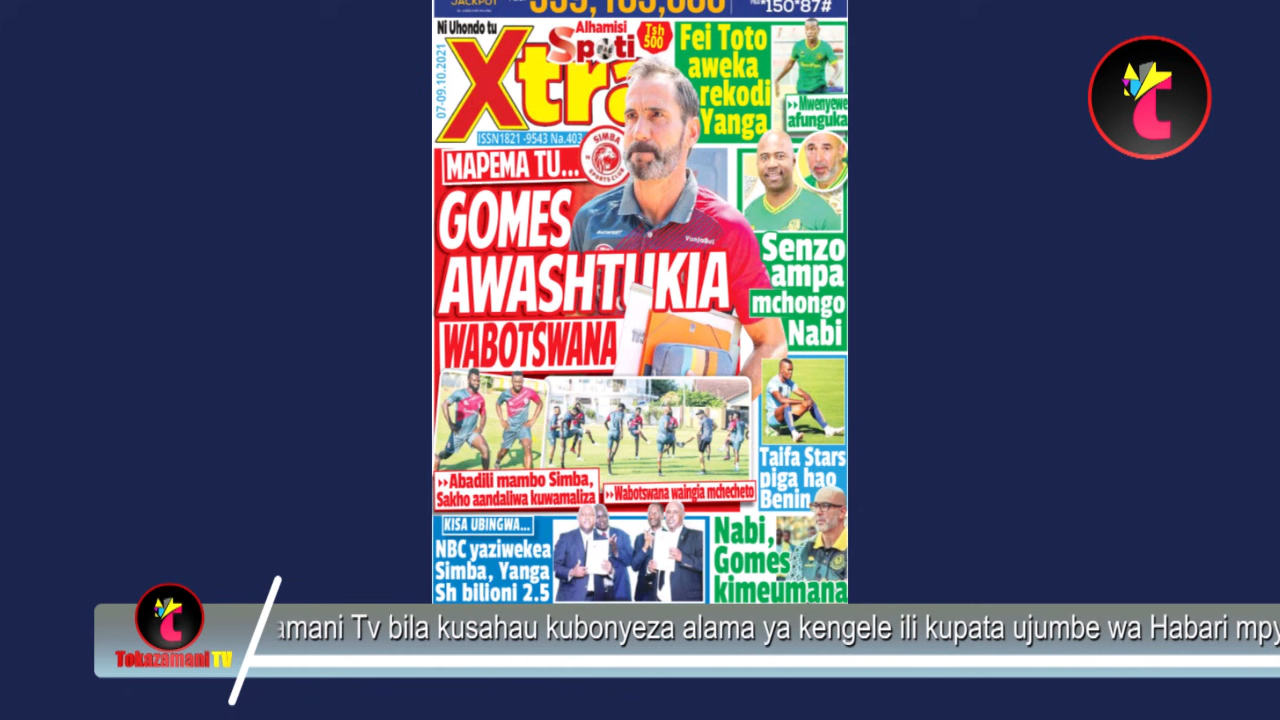 JACKPOT
*150*87#
Ni Uhondo tu
Xtra
Alhamisi
Spoti
Tsh
500
07-09.10.2021
ISSN1821 -9543 Na.403
Fei Toto
aweka
rekodi
Yanga
Mwenyewe
afunguka
SIMBA
SPORTS CLUB
MAPEMA TU...
GOMES
AWASHTUKIA
WABOTSWANA
VunjaBei
Senzo
ampa
mchongo
Nabi
Abadili mambo Simba,
Sakho aandaliwa kuwamaliza
Wabotswana waingia mchecheto
Taifa Stars
piga hao
Benin
KISA UBINGWA...
NBC yaziwekea
Simba, Yanga
Sh bilioni 2.5
Nabi,
Gomes
kimeumana
amani Tv bila kusahau kubonyeza alama ya kengele ili kupata ujumbe wa Habari mpy
Tokazamani TV